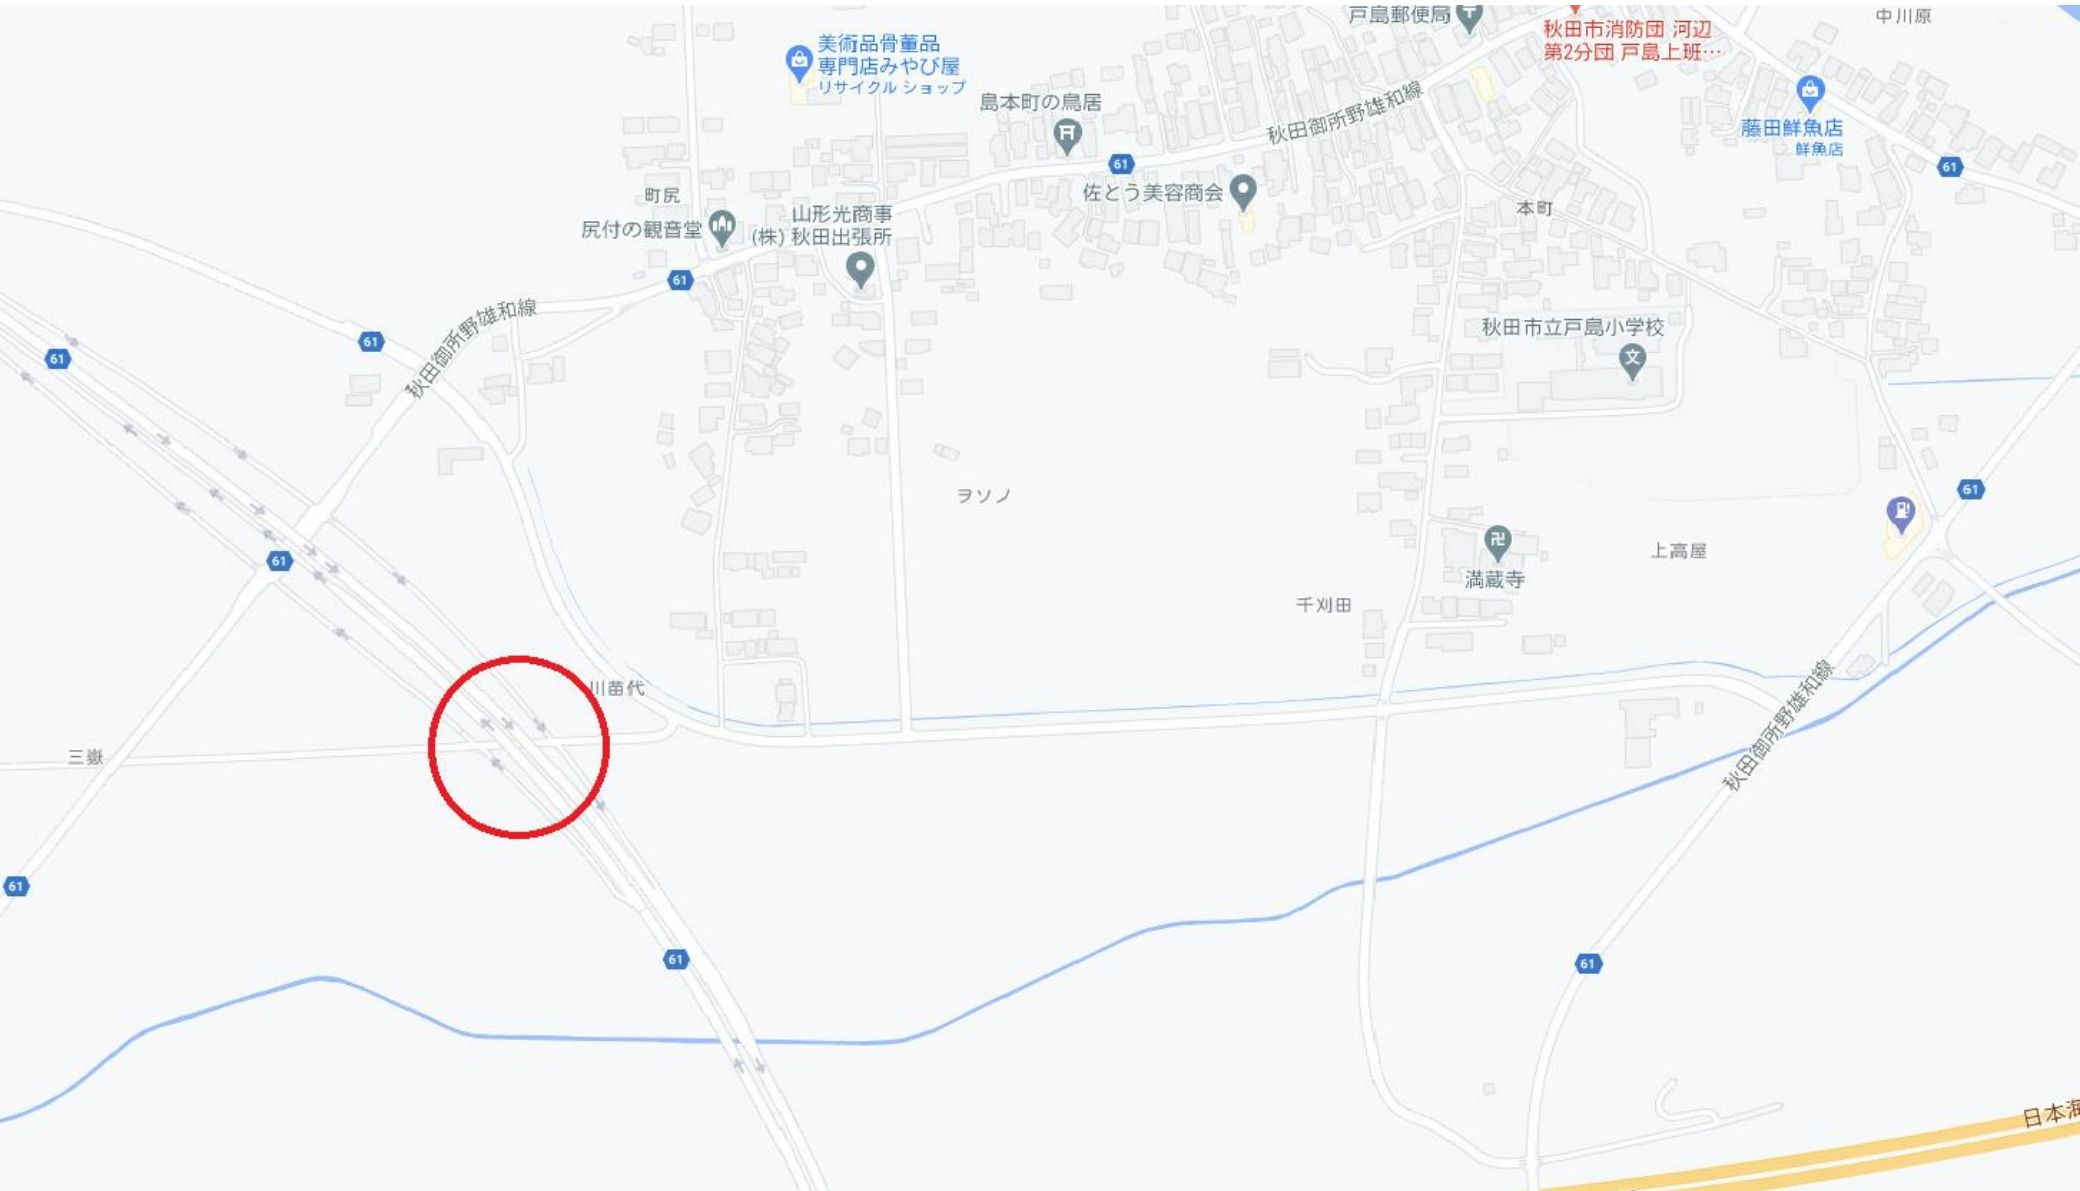 戸島郵便局
秋田市消防団 河辺
第2分団 戸島上班…
中川原
美術品骨董品
専門店みやび屋
リサイクル ショップ
島本町の鳥居
秋田御所野雄和線
藤田鮮魚店
鮮魚店
61
61
佐とう美容商会
町尻
本町
山形光商事
(株) 秋田出張所
尻付の観音堂
61
秋田御所野雄和線
61
61
秋田市立戸島小学校
文
ヲソノ
61
上高屋
61
満蔵寺
千刈田
川苗代
秋田御所野雄和線
三嶽
61
61
61
日本海